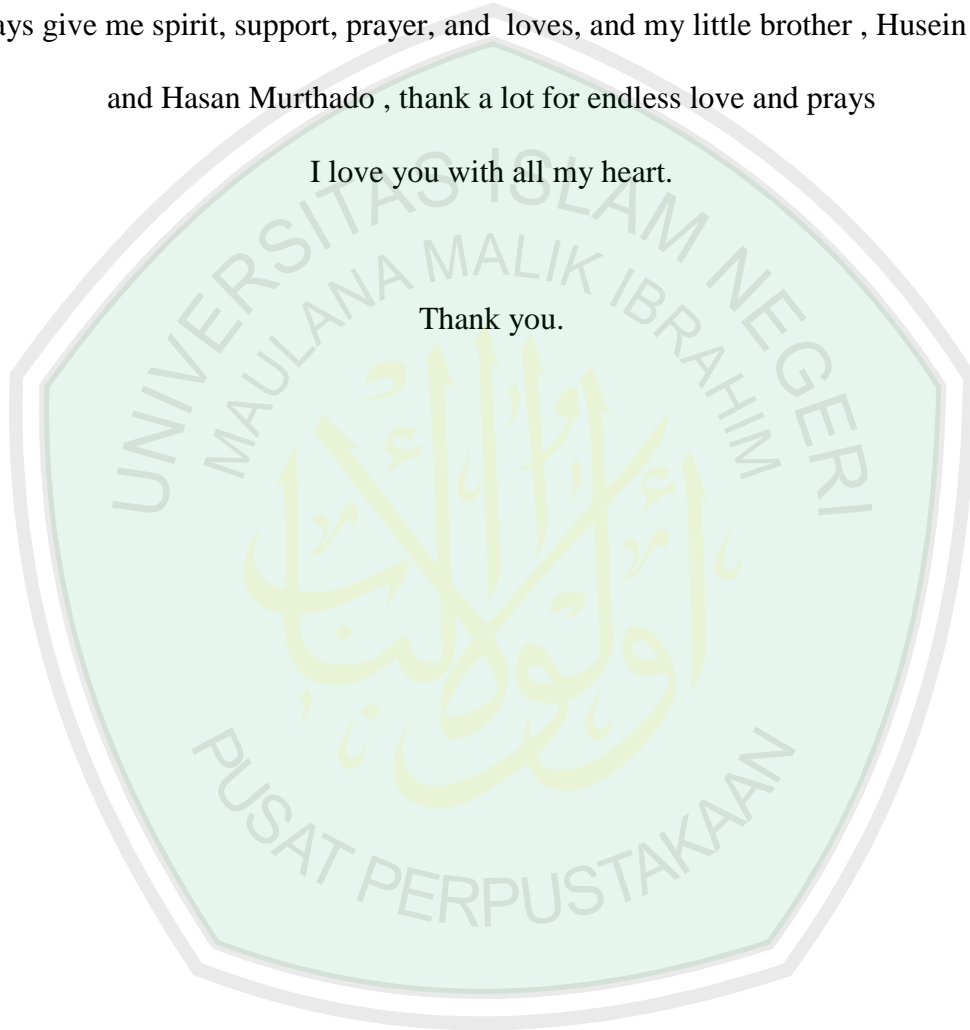 give me spirit, support, prayer, and loves, and my little brother , Husein
and Hasan Murthado , thank a lot for endless love and prays
I love you with all my heart.
Thank you.
UNIVERSITAS ISLAM NEGERI
MAULANA MALIK IBRAHIM
أولو الألباب
PUSAT PERPUSTAKAAN